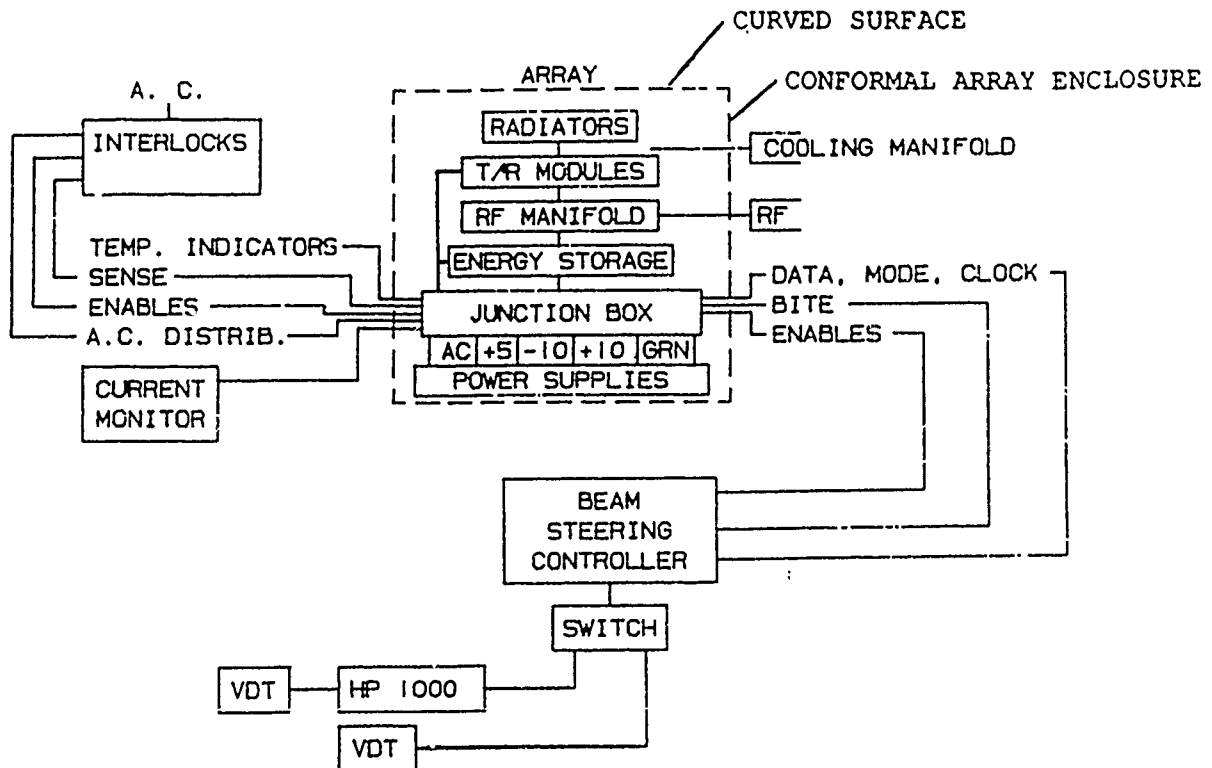 CURVED SURFACE
ARRAY
CONFORMAL ARRAY ENCLOSURE
A. C.
INTERLOCKS
RADIATORS
COOLING MANIFOLD
T/R MODULES
RF MANIFOLD
RF
TEMP. INDICATORS
ENERGY STORAGE
SENSE
DATA, MODE, CLOCK
ENABLES
JUNCTION BOX
BITE
A.C. DISTRIB.
ENABLES
AC +5 -10 +10 GRN
POWER SUPPLIES
CURRENT
MONITOR
BEAM
STEERING
CONTROLLER
SWITCH
VDT
HP 1000
VDT